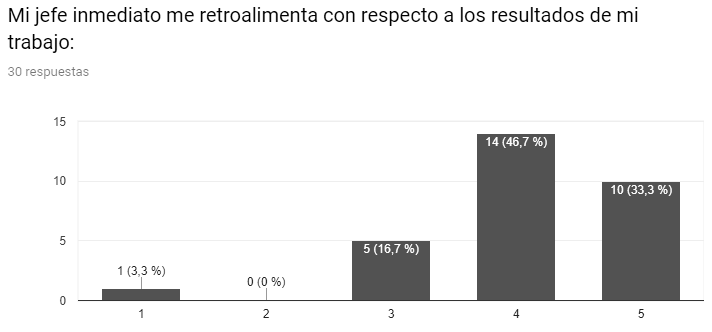 Mi jefe inmediato me retroalimenta con respecto a los resultados de mi
trabajo:
30 respuestas
15
10
5
0
1 (3,3 %)
0 (0 %)
5 (16,7 %)
14 (46,7 %)
10 (33,3 %)
1
2
3
4
5